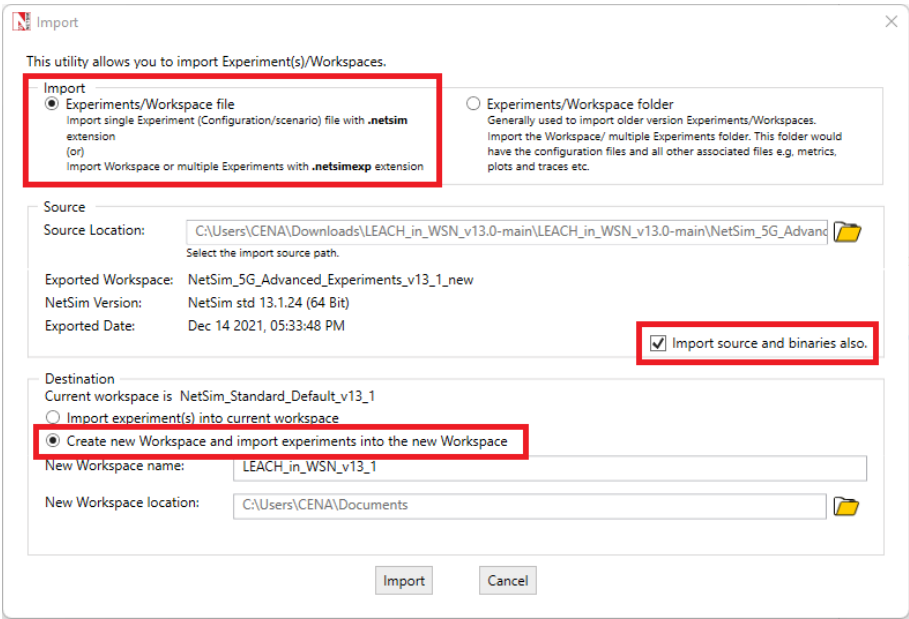 Import
This utility allows you to import Experiment(s)/Workspaces.
Import
Experiments/Workspace file
Import single Experiment (Configuration/scenario) file with .netsim
extension
(or)
Import Workspace or multiple Experiments with .netsimexp extension
Experiments/Workspace folder
Generally used to import older version Experiments/Workspaces.
Import the Workspace/ multiple Experiments folder. This folder would
have the configuration files and all other associated files e.g, metrics,
plots and traces etc.
Source
Source Location: C:\Users\CENA\Downloads\LEACH_in_WSN_v13.0-main\LEACH_in_WSN_v13.0-main\NetSim_5G_Advanc
Select the import source path.
Exported Workspace: NetSim_5G_Advanced_Experiments_v13_1_new
NetSim Version: NetSim std 13.1.24 (64 Bit)
Exported Date: Dec 14 2021, 05:33:48 PM
Import source and binaries also.
Destination
Current workspace is NetSim_Standard_Default_v13_1
Import experiment(s) into current workspace
Create new Workspace and import experiments into the new Workspace
New Workspace name: LEACH_in_WSN_v13_1
New Workspace location: C:\Users\CENA\Documents
Import Cancel